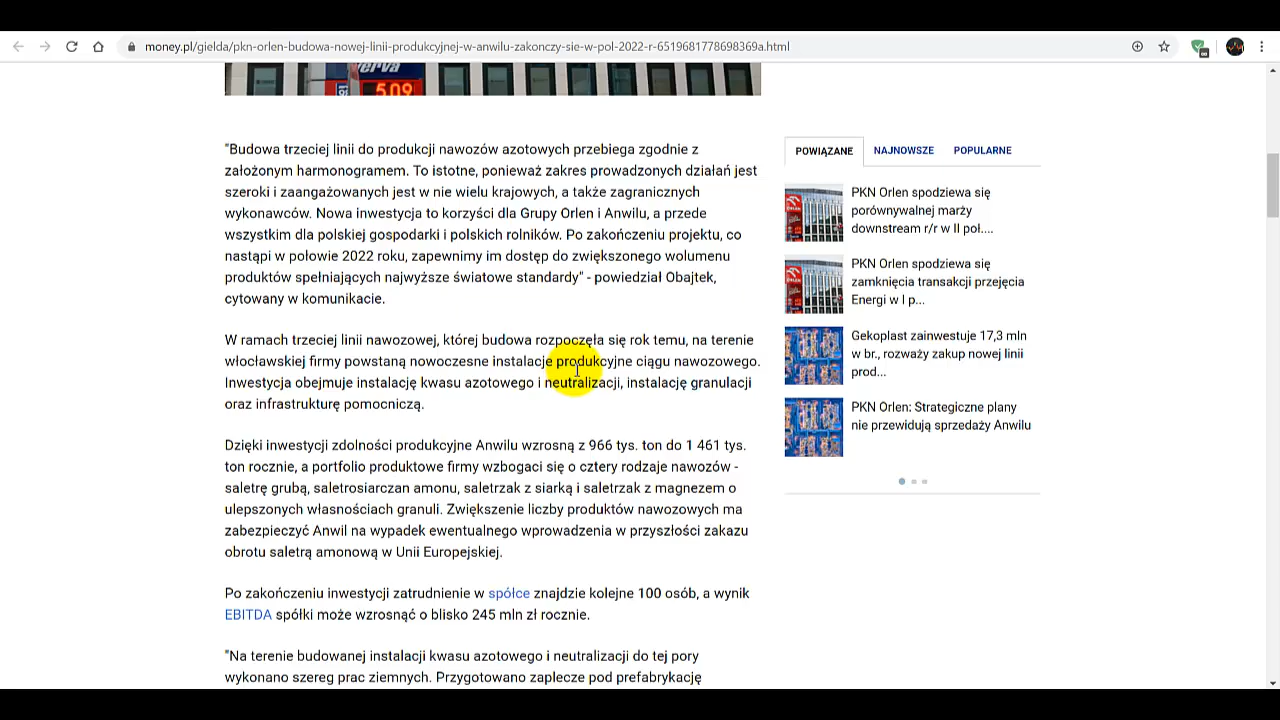 money.pl/gielda/pkn-orlen-budowa-nowej-linii-produkcyjnej-w-anwilu-zakonczy-sie-w-pol-2022-r-6519681778698369a.html
verva
5.09
"Budowa trzeciej linii do produkcji nawozów azotowych przebiega zgodnie z
założonym harmonogramem. To istotne, ponieważ zakres prowadzonych działań jest
szeroki i zaangażowanych jest w nie wielu krajowych, a także zagranicznych
wykonawców. Nowa inwestycja to korzyści dla Grupy Orlen i Anwilu, a przede
wszystkim dla polskiej gospodarki i polskich rolników. Po zakończeniu projektu, co
nastąpi w połowie 2022 roku, zapewnimy im dostęp do zwiększonego wolumenu
produktów spełniających najwyższe światowe standardy" - powiedział Obajtek,
cytowany w komunikacie.
W ramach trzeciej linii nawozowej, której budowa rozpoczęła się rok temu, na terenie
włocławskiej firmy powstaną nowoczesne instalacje produkcyjne ciągu nawozowego.
Inwestycja obejmuje instalację kwasu azotowego i neutralizacji, instalację granulacji
oraz infrastrukturę pomocniczą.
Dzięki inwestycji zdolności produkcyjne Anwilu wzrosną z 966 tys. ton do 1 461 tys.
ton rocznie, a portfolio produktowe firmy wzbogaci się o cztery rodzaje nawozów -
saletrę grubą, saletrosiarczan amonu, saletrzak z siarką i saletrzak z magnezem o
ulepszonych własnościach granuli. Zwiększenie liczby produktów nawozowych ma
zabezpieczyć Anwil na wypadek ewentualnego wprowadzenia w przyszłości zakazu
obrotu saletrą amonową w Unii Europejskiej.
Po zakończeniu inwestycji zatrudnienie w spółce znajdzie kolejne 100 osób, a wynik
EBITDA spółki może wzrosnąć o blisko 245 mln zł rocznie.
"Na terenie budowanej instalacji kwasu azotowego i neutralizacji do tej pory
wykonano szereg prac ziemnych. Przygotowano zaplecze pod prefabrykację
POWIĄZANE NAJNOWSZE POPULARNE
PKN Orlen spodziewa się
porównywalnej marży
downstream r/r w II poł....
PKN Orlen spodziewa się
zamknięcia transakcji przejęcia
Energi w I p...
Gekoplast zainwestuje 17,3 mln
w br., rozważy zakup nowej linii
prod...
PKN Orlen: Strategiczne plany
nie przewidują sprzedaży Anwilu